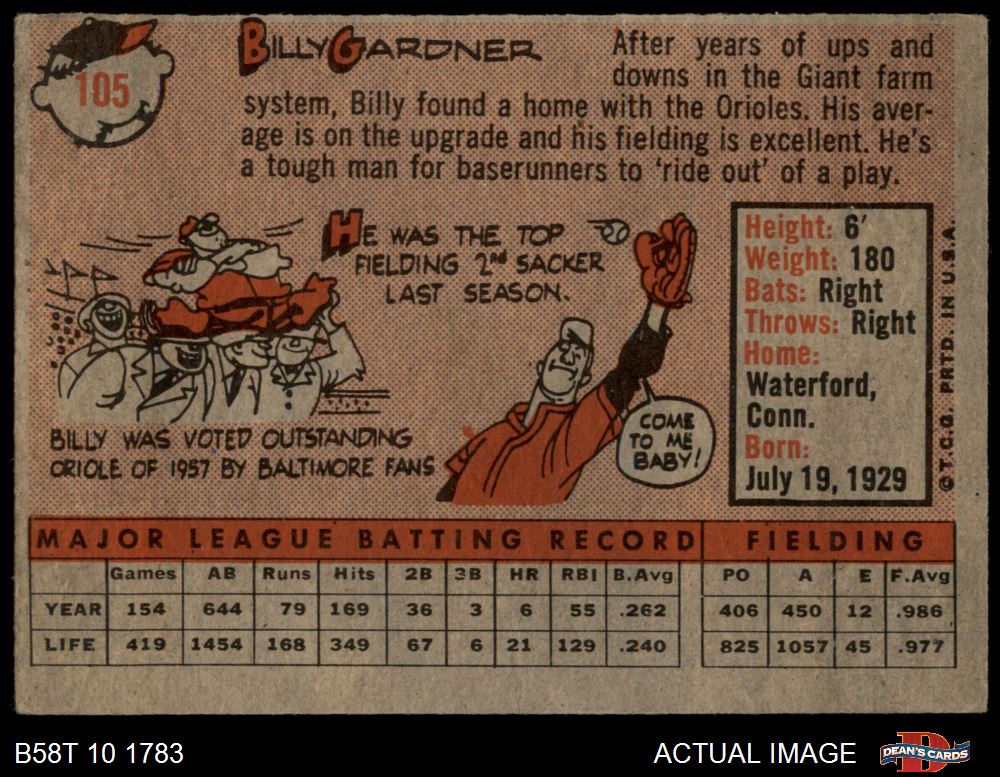 105
BILLY GARDNER
After years of ups and
downs in the Giant farm
system, Billy found a home with the Orioles. His aver-
age is on the upgrade and his fielding is excellent. He's
a tough man for baserunners to 'ride out' of a play.
HE WAS THE TOP
FIELDING 2nd SACKER
LAST SEASON.
BILLY WAS VOTED OUTSTANDING
ORIOLE OF 1957 BY BALTIMORE FANS
COME
TO ME
BABY!
Height: 6'
Weight: 180
Bats: Right
Throws: Right
Home:
Waterford,
Conn.
Born:
July 19, 1929
© T.C.G. PRTD. IN U.S.A.
MAJOR LEAGUE BATTING RECORD FIELDING
Games AB Runs Hits 2B 3B HR RBI B.Avg PO A E F.Avg
YEAR 154 644 79 169 36 3 6 55 .262 406 450 12 .986
LIFE 419 1454 168 349 67 6 21 129 .240 825 1057 45 .977
B58T 10 1783 ACTUAL IMAGE DEAN'S CARDS